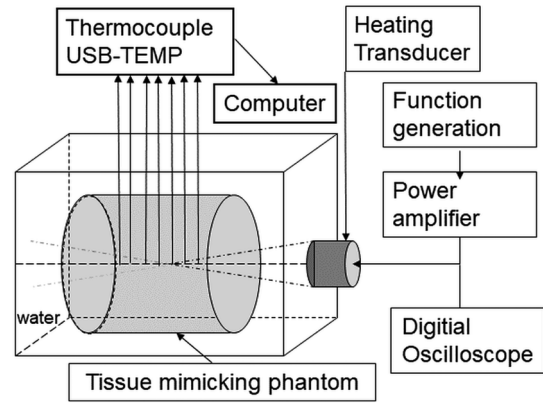 Thermocouple
USB-TEMP
Heating
Transducer
Computer
Function
generation
Power
amplifier
water
Digitial
Oscilloscope
Tissue mimicking phantom